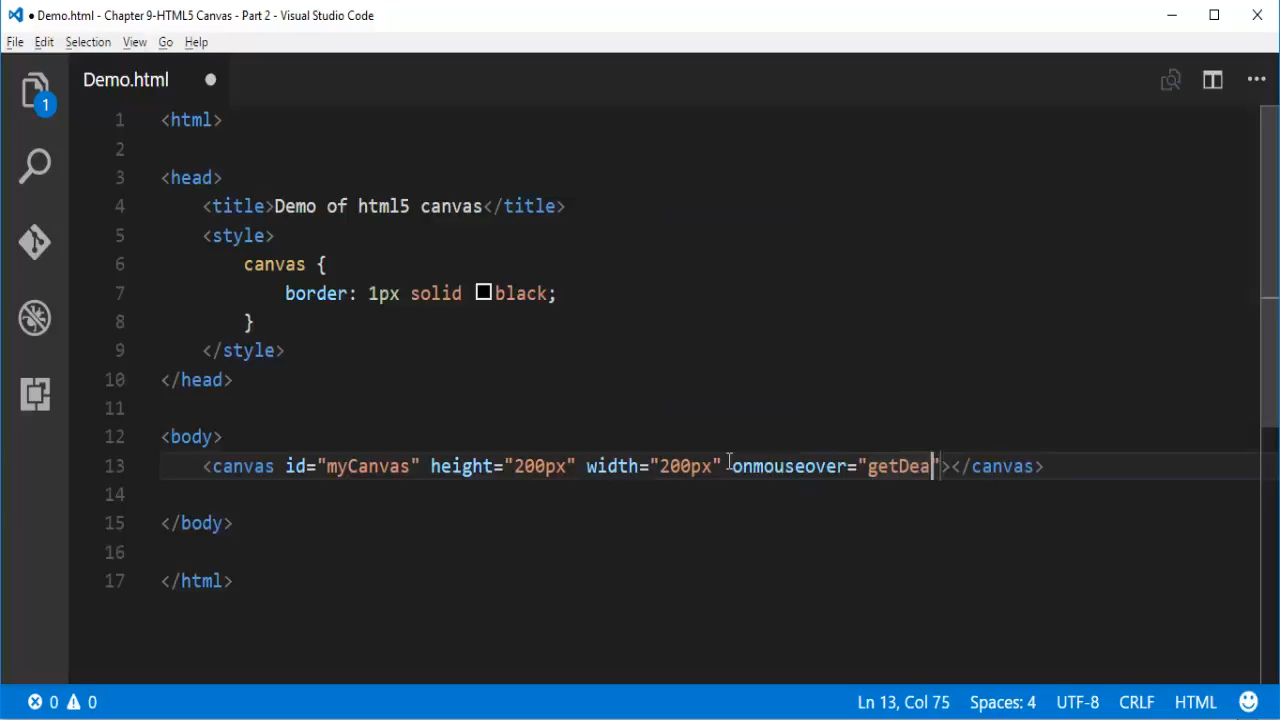 ● Demo.html - Chapter 9-HTML5 Canvas - Part 2 - Visual Studio Code
File Edit Selection View Go Help
Demo.html ●
1
1 <html>
2
3 <head>
4     <title>Demo of html5 canvas</title>
5     <style>
6         canvas {
7             border: 1px solid black;
8         }
9     </style>
10 </head>
11
12 <body>
13     <canvas id="myCanvas" height="200px" width="200px" onmouseover="getDea"></canvas>
14
15 </body>
16
17 </html>
0 0 Ln 13, Col 75 Spaces: 4 UTF-8 CRLF HTML